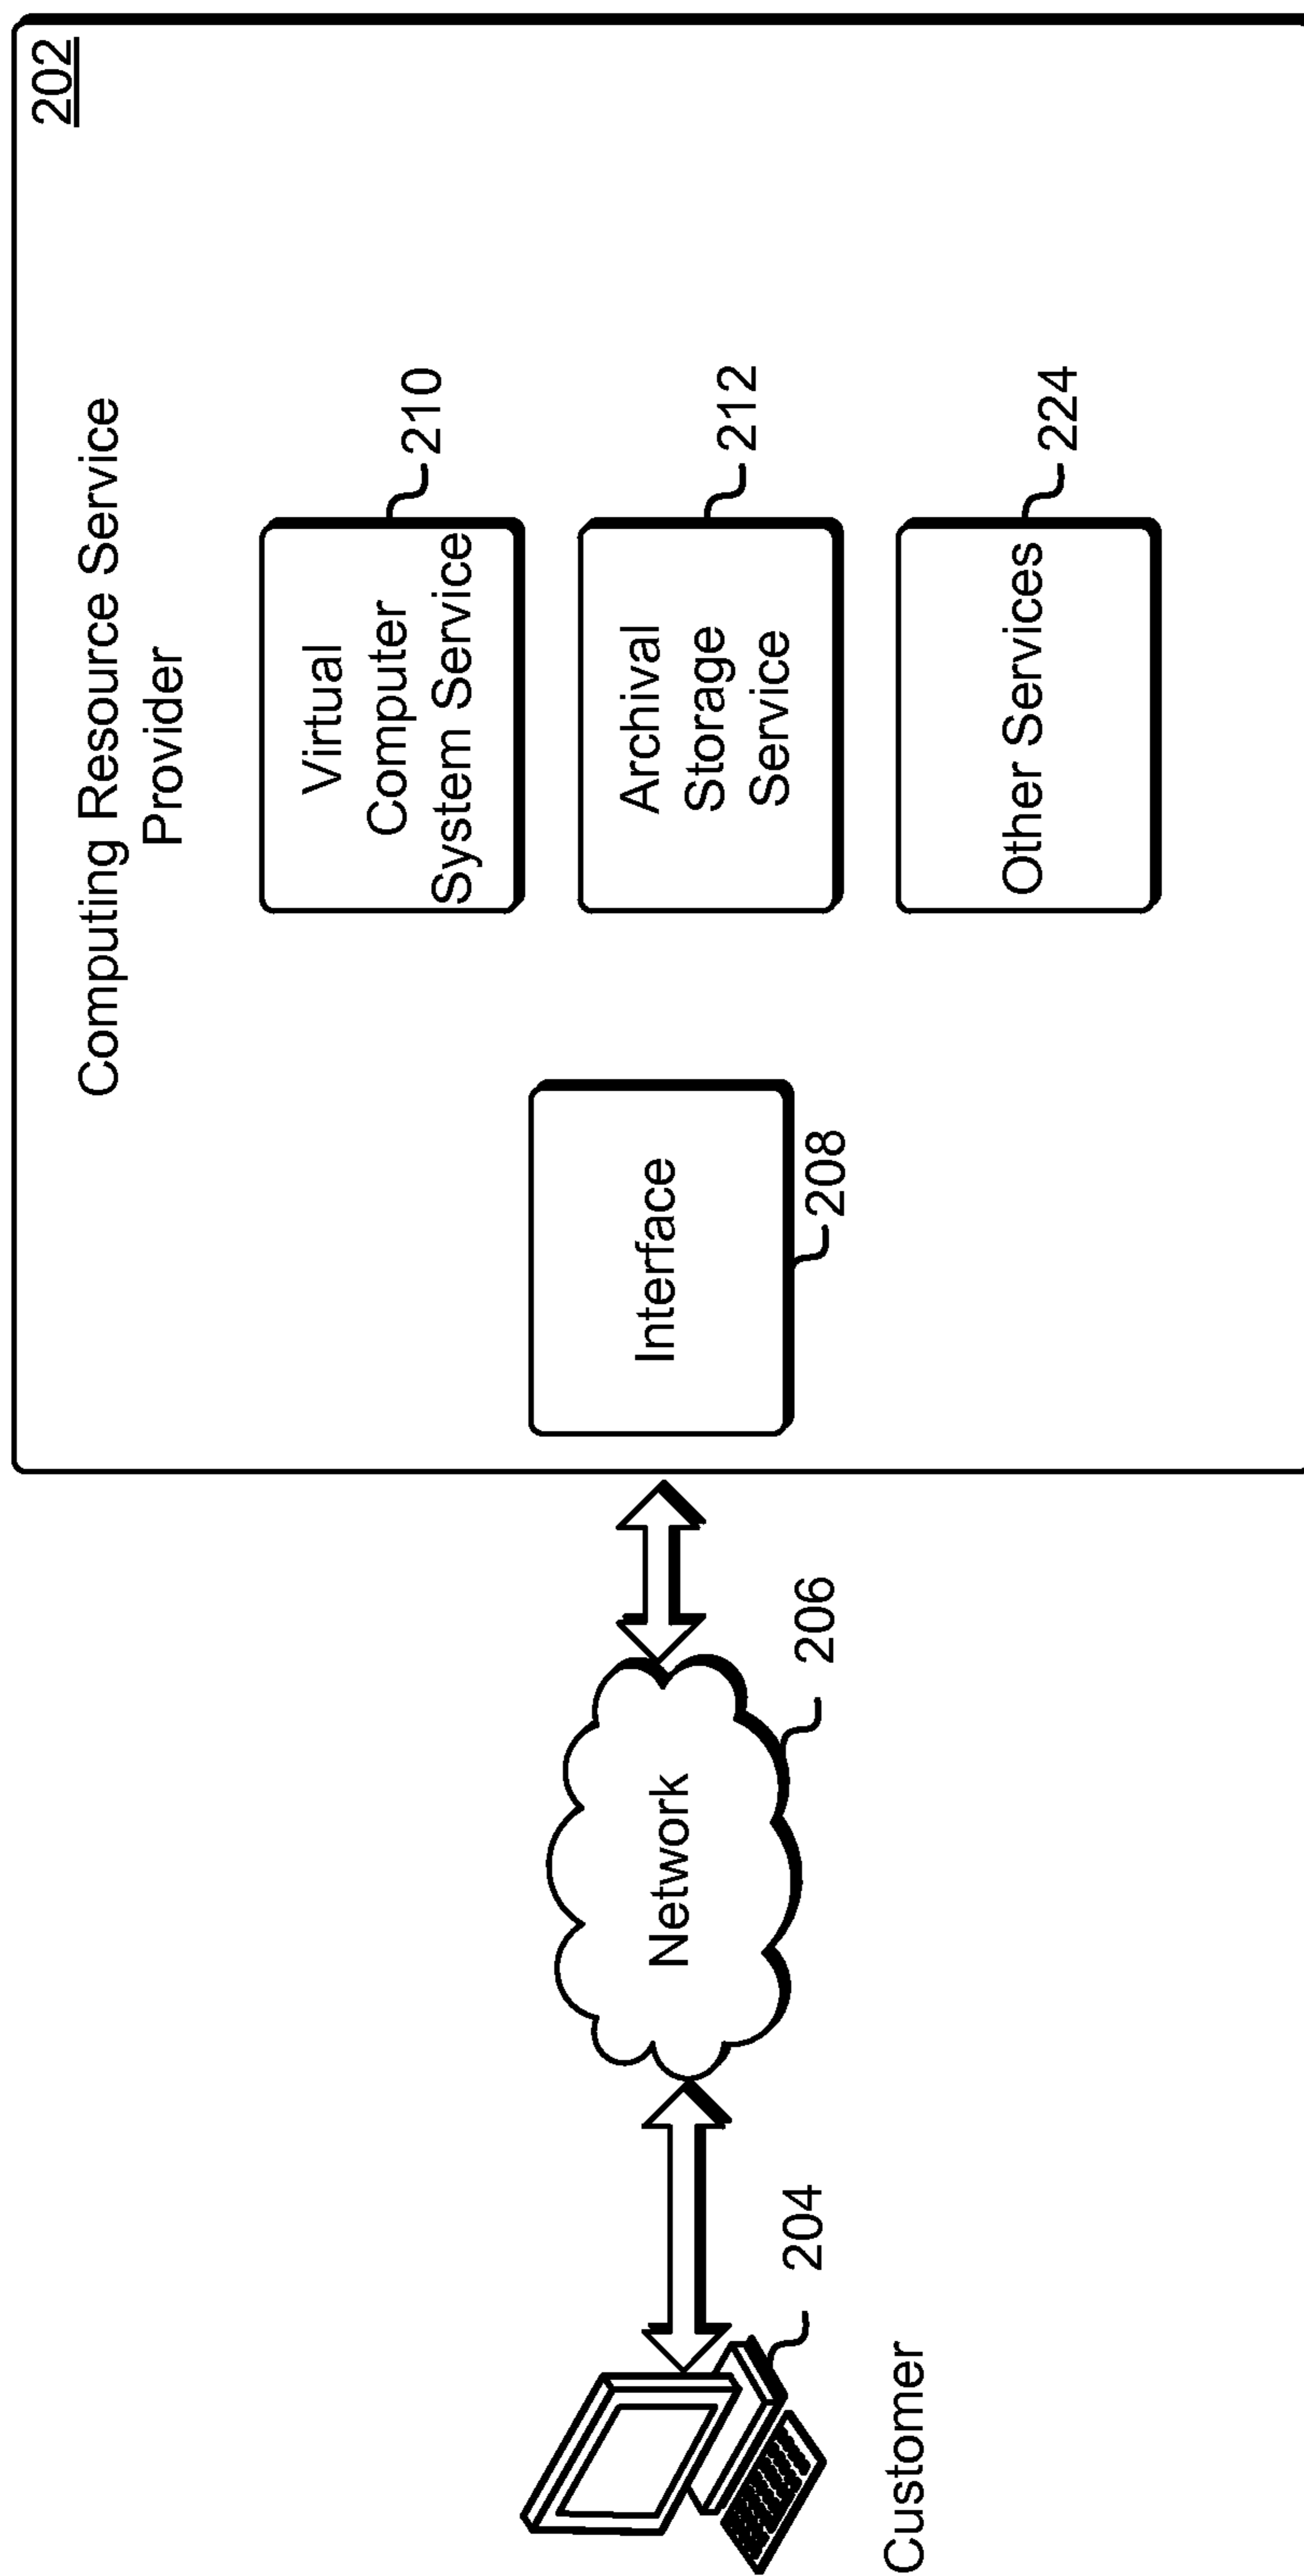 202
Computing Resource Service
Provider
Virtual
Computer
System Service
210
Archival
Storage
Service
212
Other Services
224
Interface
208
Network
206
204
Customer